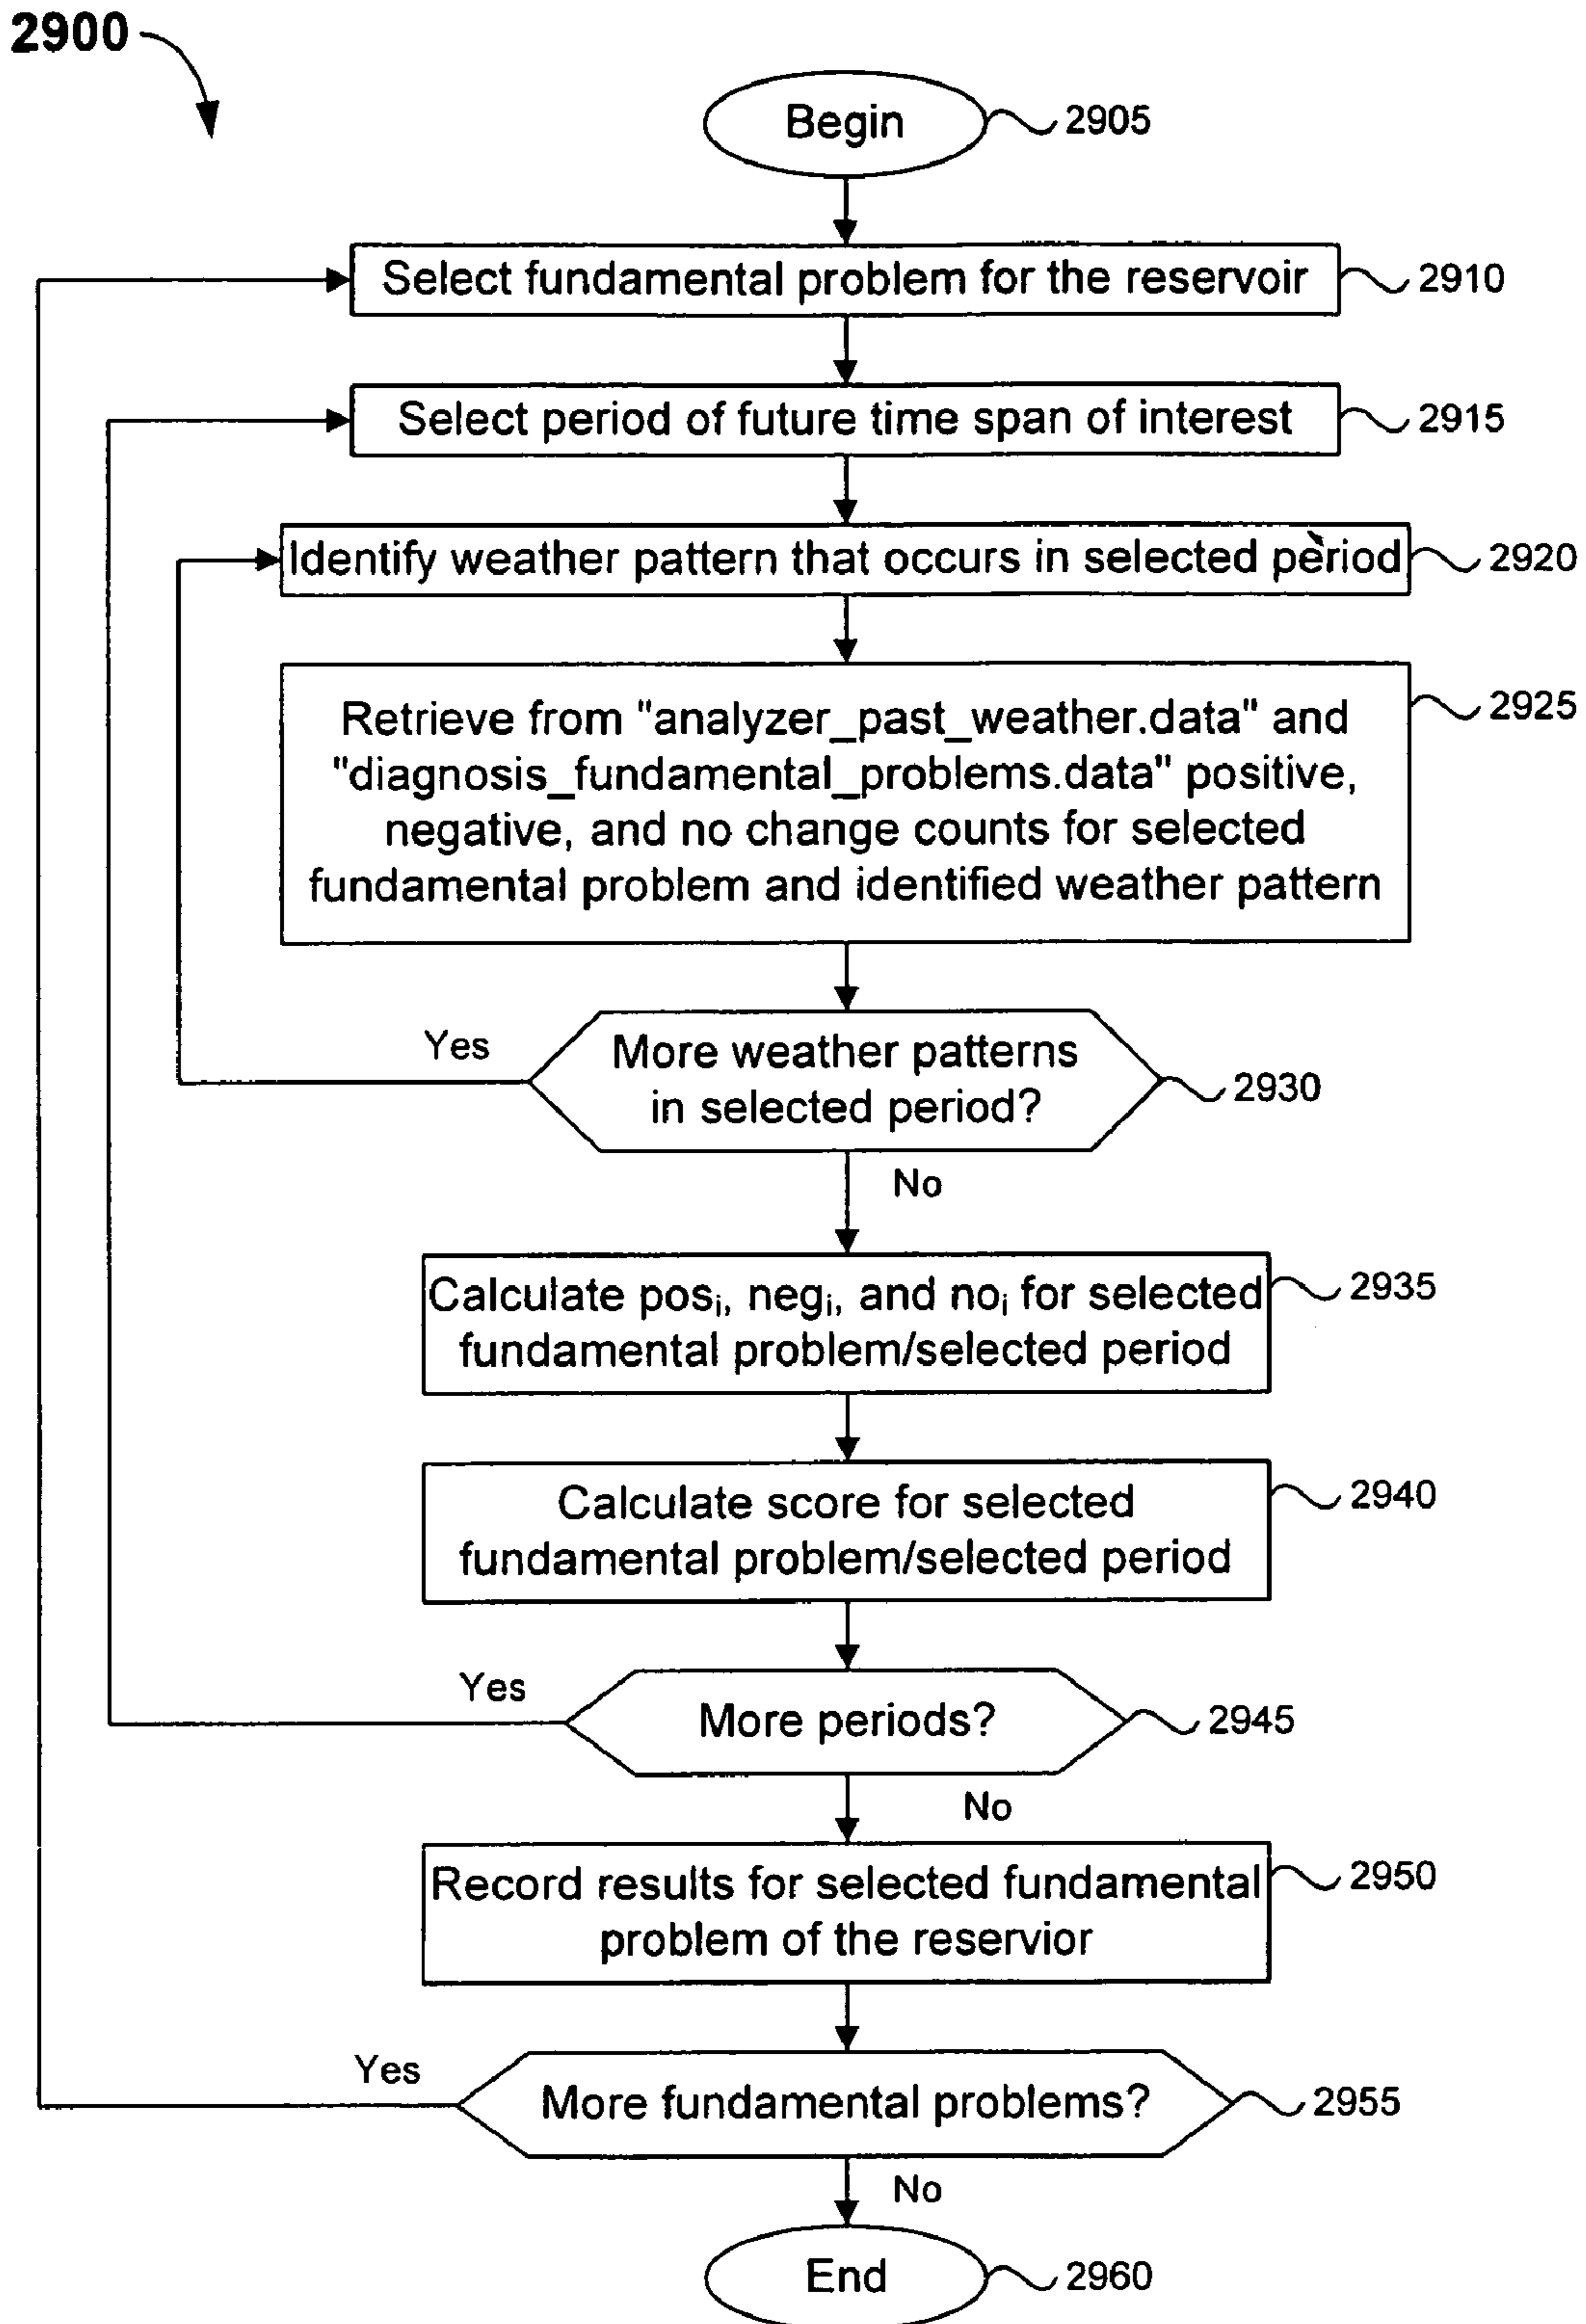 2900
Begin
2905
Select fundamental problem for the reservoir
2910
Select period of future time span of interest
2915
Identify weather pattern that occurs in selected period
2920
Retrieve from "analyzer_past_weather.data" and
"diagnosis_fundamental_problems.data" positive,
negative, and no change counts for selected
fundamental problem and identified weather pattern
2925
Yes
More weather patterns
in selected period?
2930
No
Calculate posᵢ, negᵢ, and noᵢ for selected
fundamental problem/selected period
2935
Calculate score for selected
fundamental problem/selected period
2940
Yes
More periods?
2945
No
Record results for selected fundamental
problem of the reservior
2950
Yes
More fundamental problems?
2955
No
End
2960